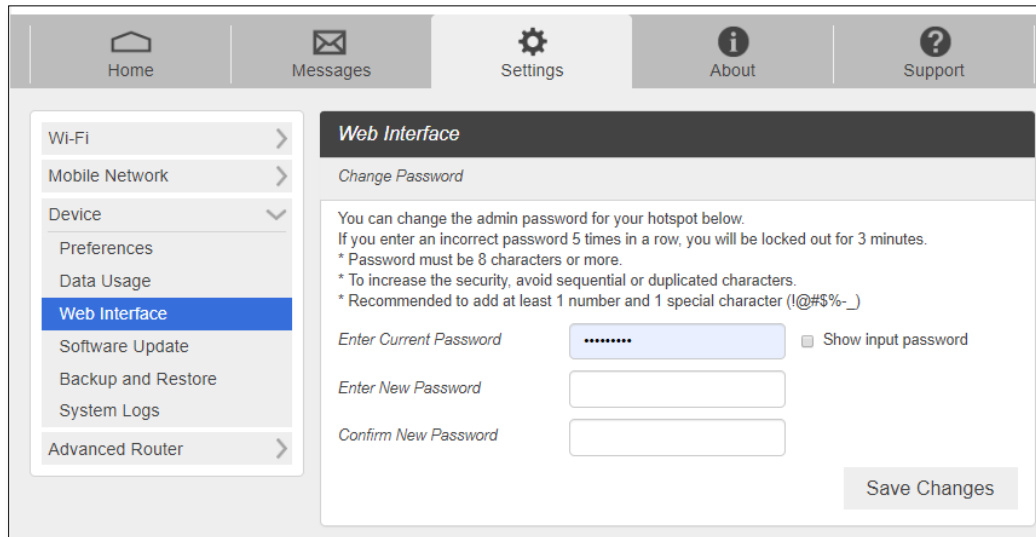 Home
Messages
Settings
About
Support
Wi-Fi
Mobile Network
Device
Preferences
Data Usage
Web Interface
Software Update
Backup and Restore
System Logs
Advanced Router
Web Interface
Change Password
You can change the admin password for your hotspot below.
If you enter an incorrect password 5 times in a row, you will be locked out for 3 minutes.
* Password must be 8 characters or more.
* To increase the security, avoid sequential or duplicated characters.
* Recommended to add at least 1 number and 1 special character (!@#$%-_)
Enter Current Password ••••••••• Show input password
Enter New Password
Confirm New Password
Save Changes